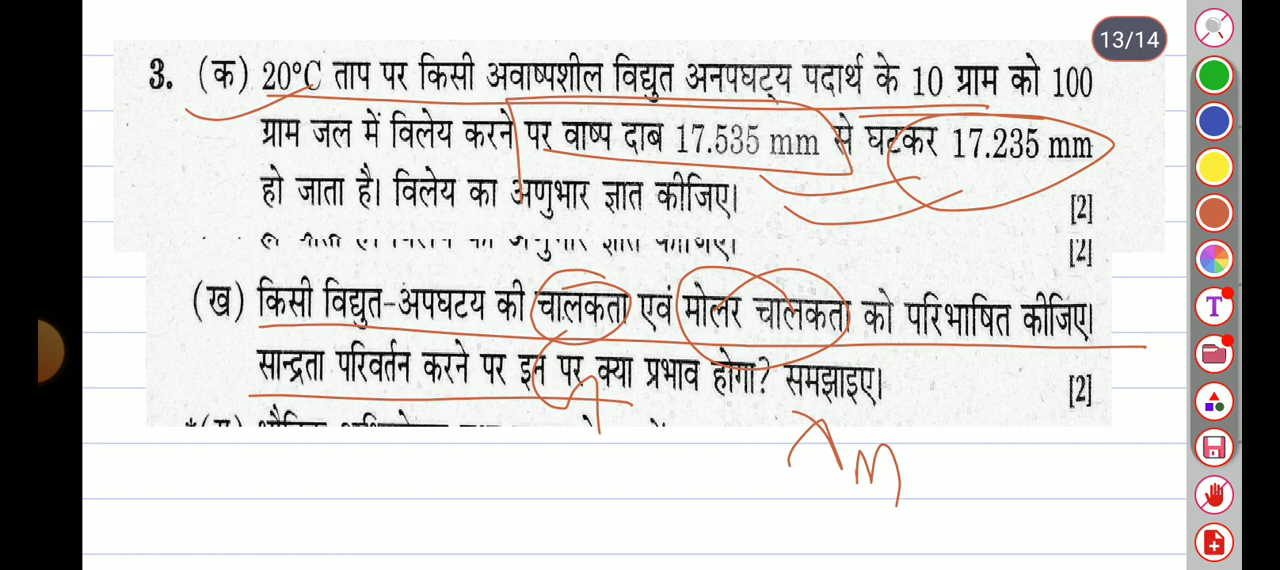 13/14
3. (क) 20°C ताप पर किसी अवाष्पशील विद्युत अनपघट्य पदार्थ के 10 ग्राम को 100
ग्राम जल में विलेय करने पर वाष्प दाब 17.535 mm से घटकर 17.235 mm
हो जाता है। विलेय का अणुभार ज्ञात कीजिए।
[2]
[2]
(ख) किसी विद्युत-अपघटय की चालकता एवं मोलर चालकता को परिभाषित कीजिए।
सान्द्रता परिवर्तन करने पर इन पर क्या प्रभाव होगा? समझाइए। [2]
λm
T